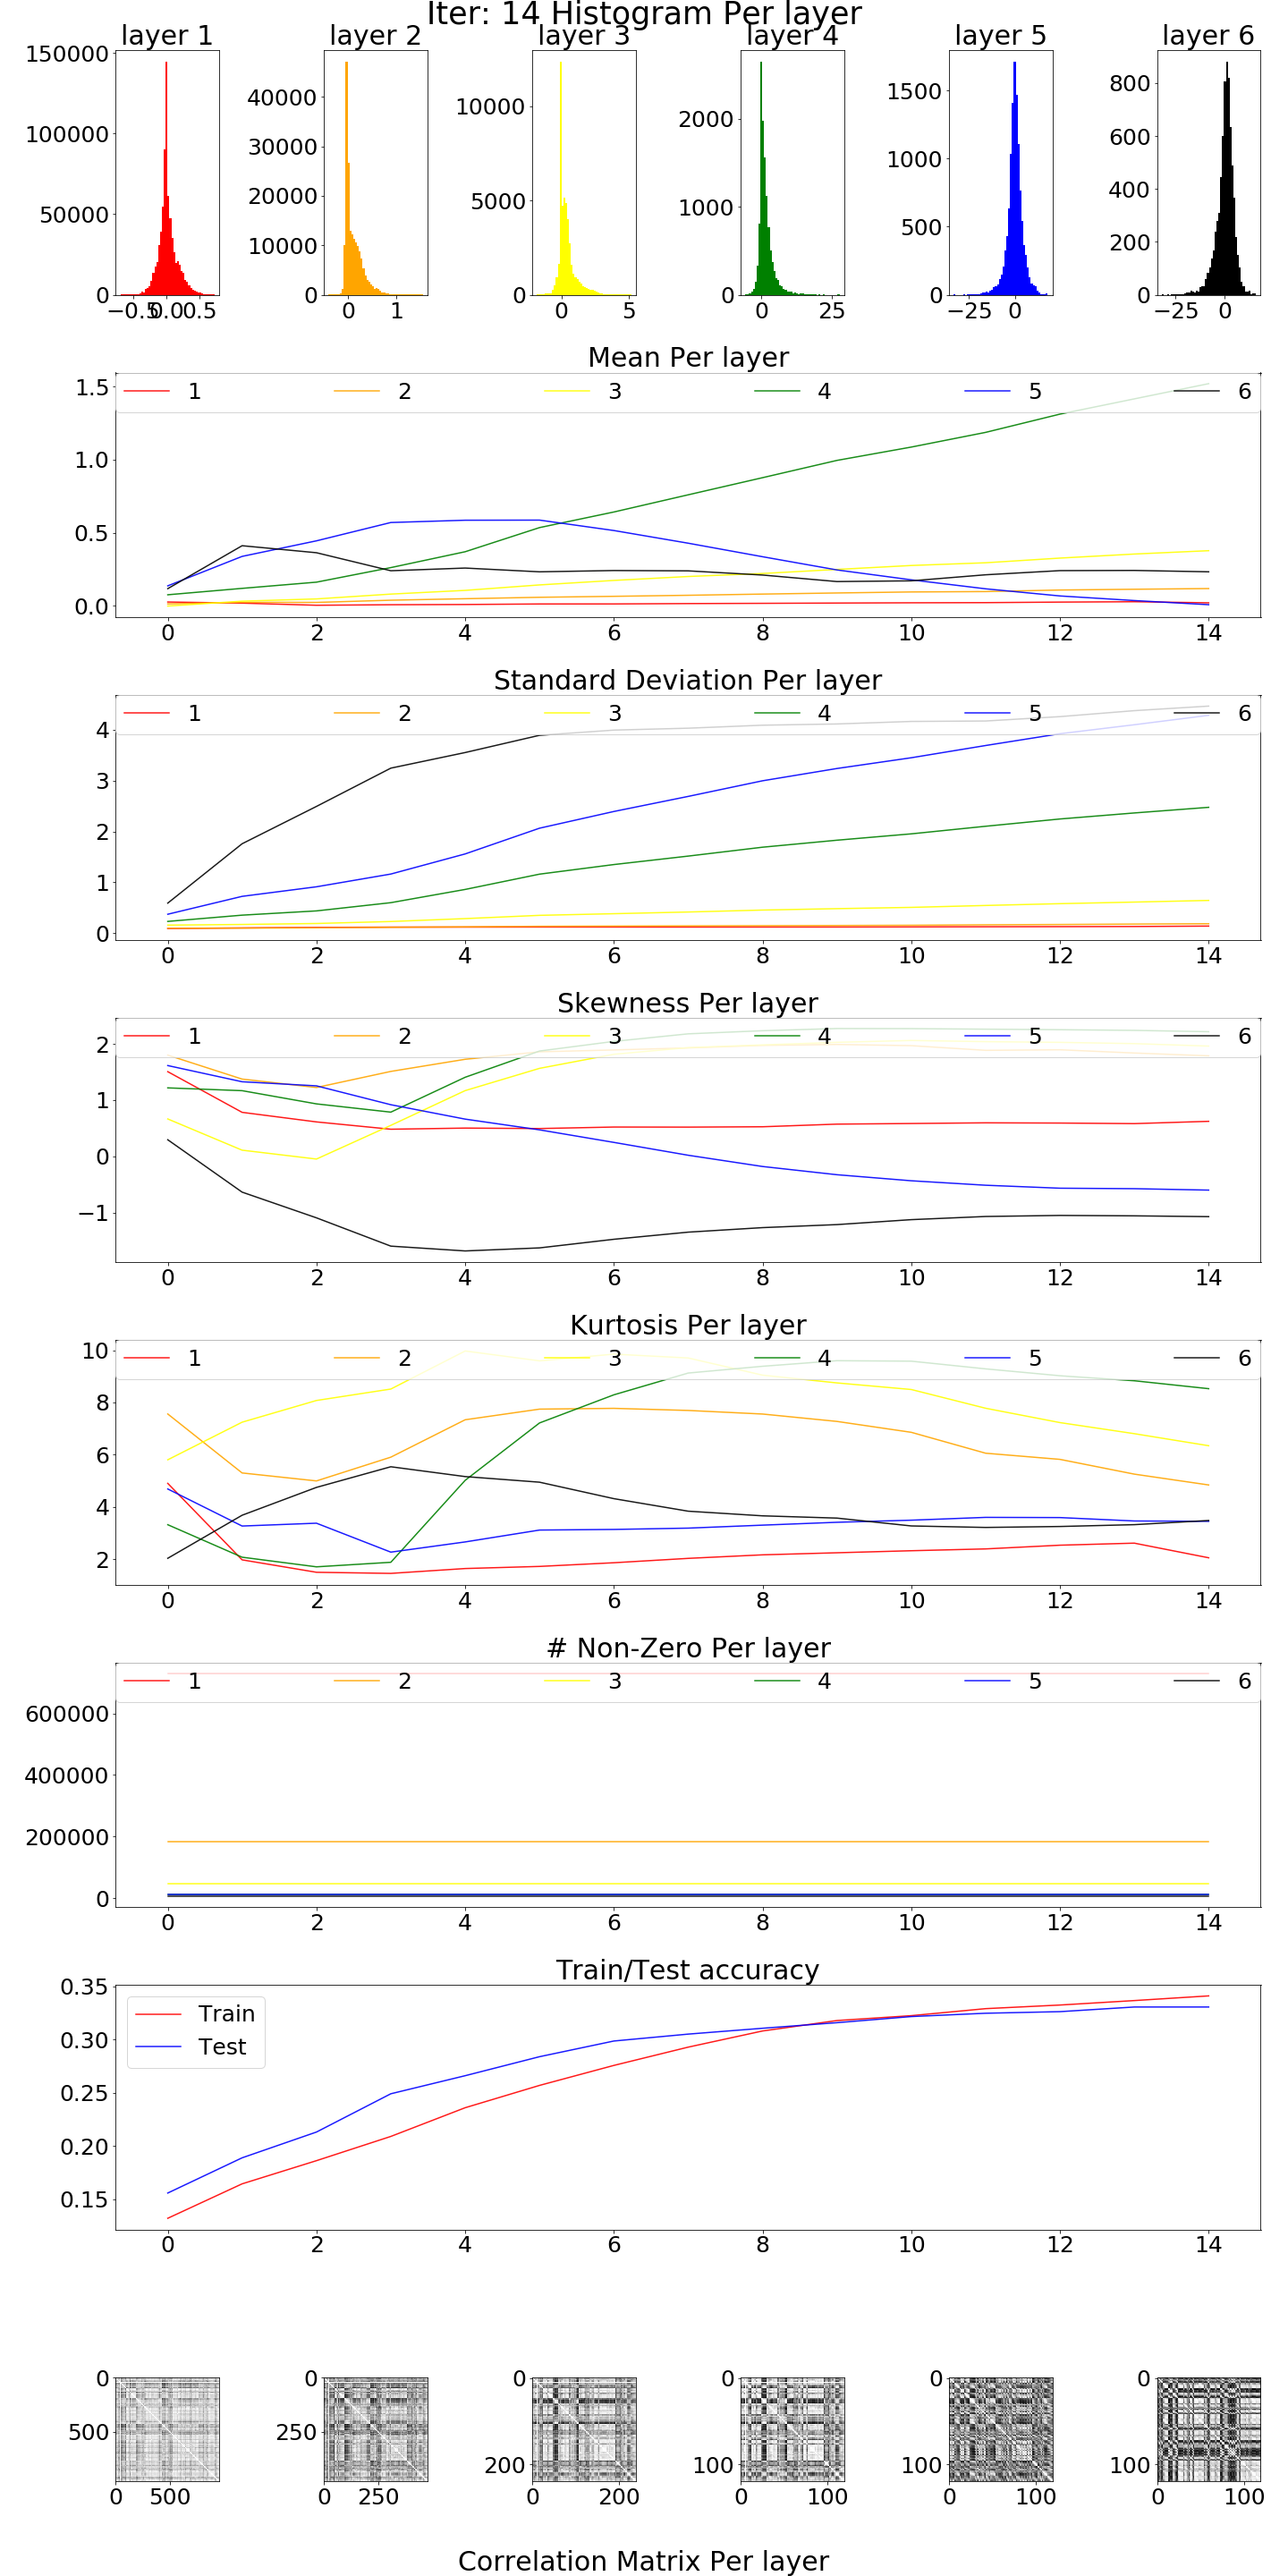 Iter: 14 Histogram Per layer
layer 1 layer 2 layer 3 layer 4 layer 5 layer 6
150000 100000 50000 0
−0.5 0.0 0.5
40000 30000 20000 10000 0
0 1
10000 5000 0
0 5
2000 1000 0
0 25
1500 1000 500 0
−25 0
800 600 400 200 0
−25 0
Mean Per layer
1 2 3 4 5 6
1.5
1.0
0.5
0.0
0 2 4 6 8 10 12 14
Standard Deviation Per layer
1 2 3 4 5 6
4
3
2
1
0
0 2 4 6 8 10 12 14
Skewness Per layer
1 2 3 4 5 6
2
1
0
−1
0 2 4 6 8 10 12 14
Kurtosis Per layer
1 2 3 4 5 6
10
8
6
4
2
0 2 4 6 8 10 12 14
# Non-Zero Per layer
1 2 3 4 5 6
600000
400000
200000
0
0 2 4 6 8 10 12 14
Train/Test accuracy
Train
Test
0.35
0.30
0.25
0.20
0.15
0 2 4 6 8 10 12 14
0 500
0 500
0 250
0 250
0 200
0 200
0 100
0 100
0 100
0 100
0 100
0 100
Correlation Matrix Per layer